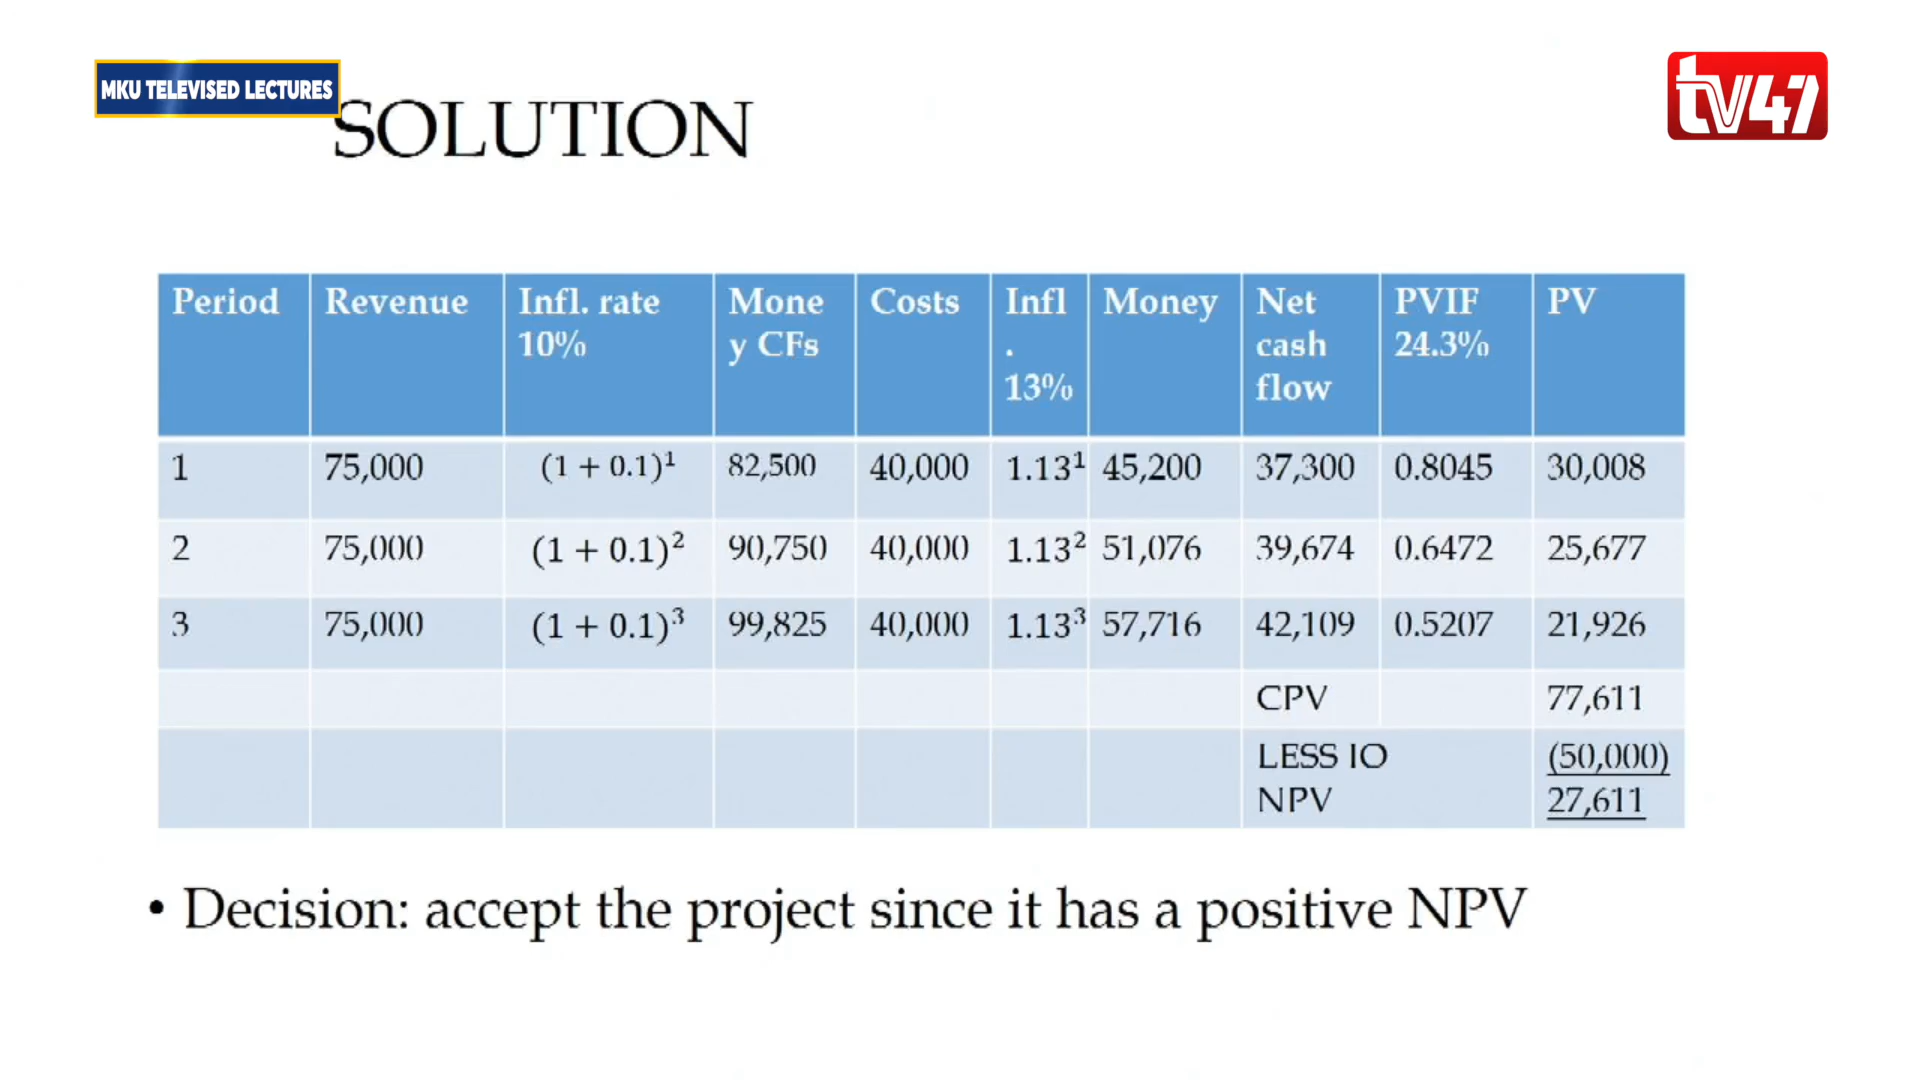 MKU TELEVISED LECTURES
tv47
SOLUTION
Period Revenue Infl. rate 10% Mone y CFs Costs Infl . 13% Money Net cash flow PVIF 24.3% PV
1 75,000 (1 + 0.1)¹ 82,500 40,000 1.13¹ 45,200 37,300 0.8045 30,008
2 75,000 (1 + 0.1)² 90,750 40,000 1.13² 51,076 39,674 0.6472 25,677
3 75,000 (1 + 0.1)³ 99,825 40,000 1.13³ 57,716 42,109 0.5207 21,926
CPV 77,611
LESS IO (50,000)
NPV 27,611
• Decision: accept the project since it has a positive NPV